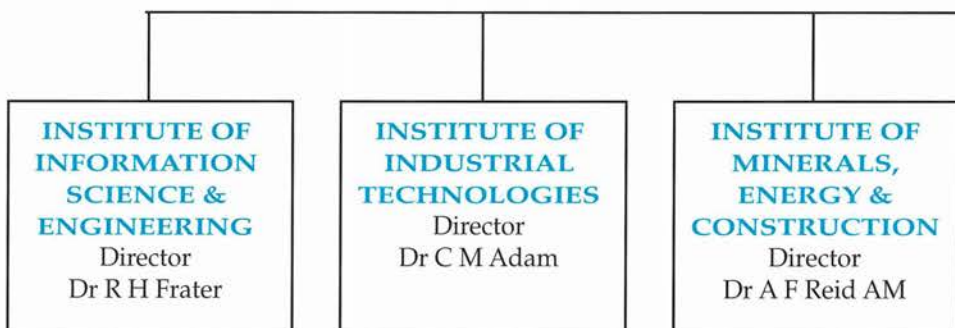 INSTITUTE OF
INFORMATION
SCIENCE &
ENGINEERING
Director
Dr R H Frater
INSTITUTE OF
INDUSTRIAL
TECHNOLOGIES
Director
Dr C M Adam
INSTITUTE OF
MINERALS,
ENERGY &
CONSTRUCTION
Director
Dr A F Reid AM